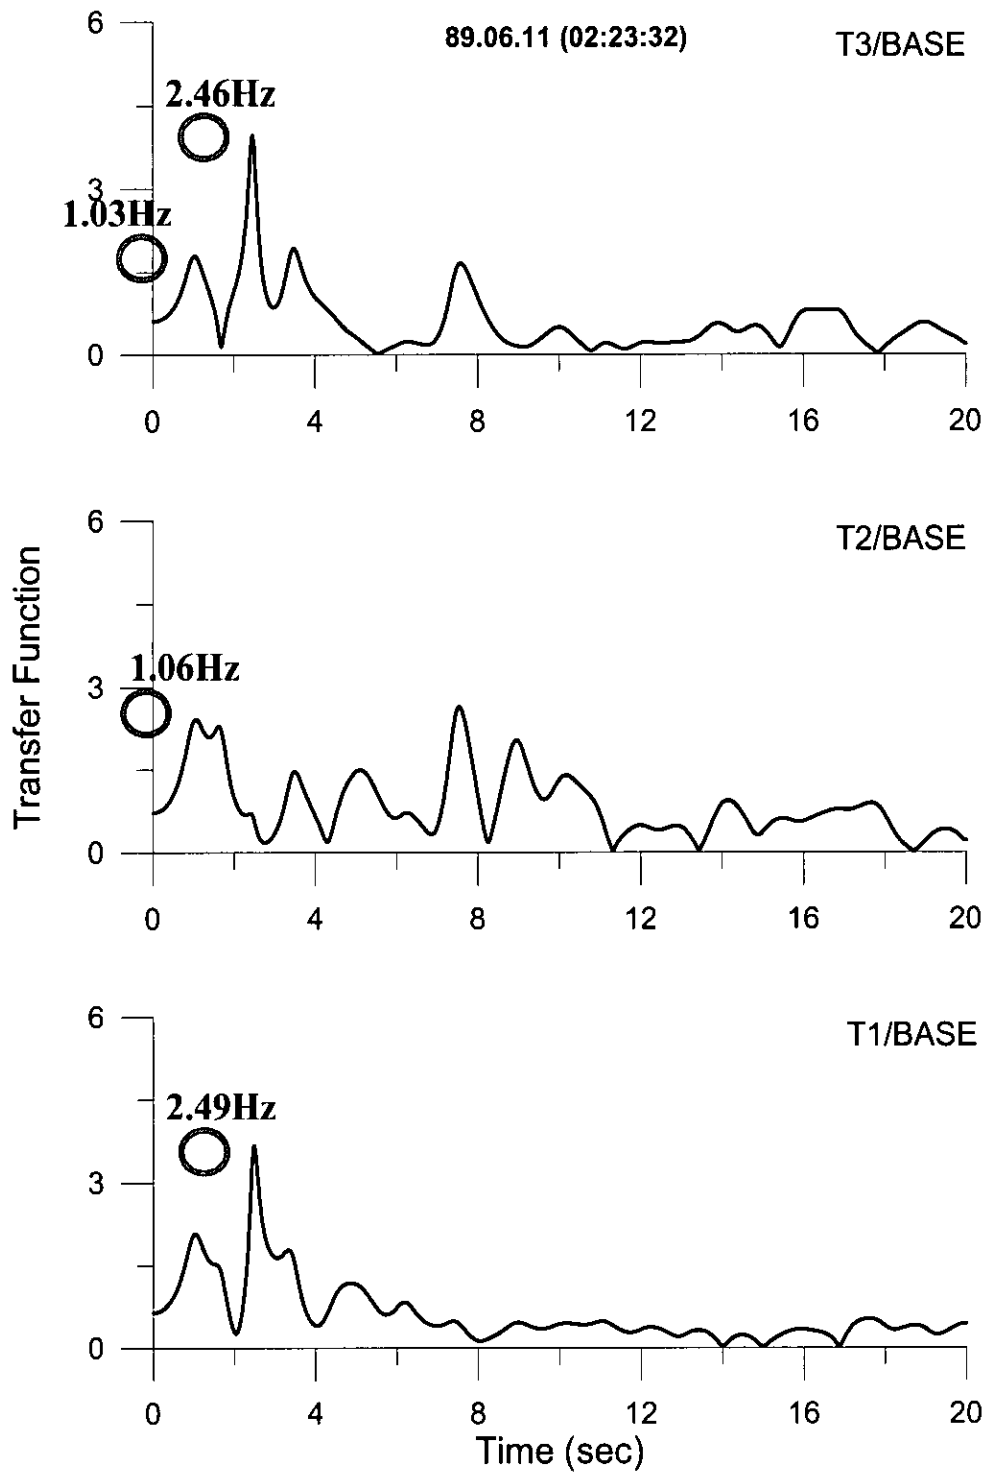 6
89.06.11 (02:23:32)
T3/BASE
2.46Hz
3
1.03Hz
0
0 4 8 12 16 20
Transfer Function
6
T2/BASE
1.06Hz
3
0
0 4 8 12 16 20
6
T1/BASE
2.49Hz
3
0
0 4 8 12 16 20
Time (sec)